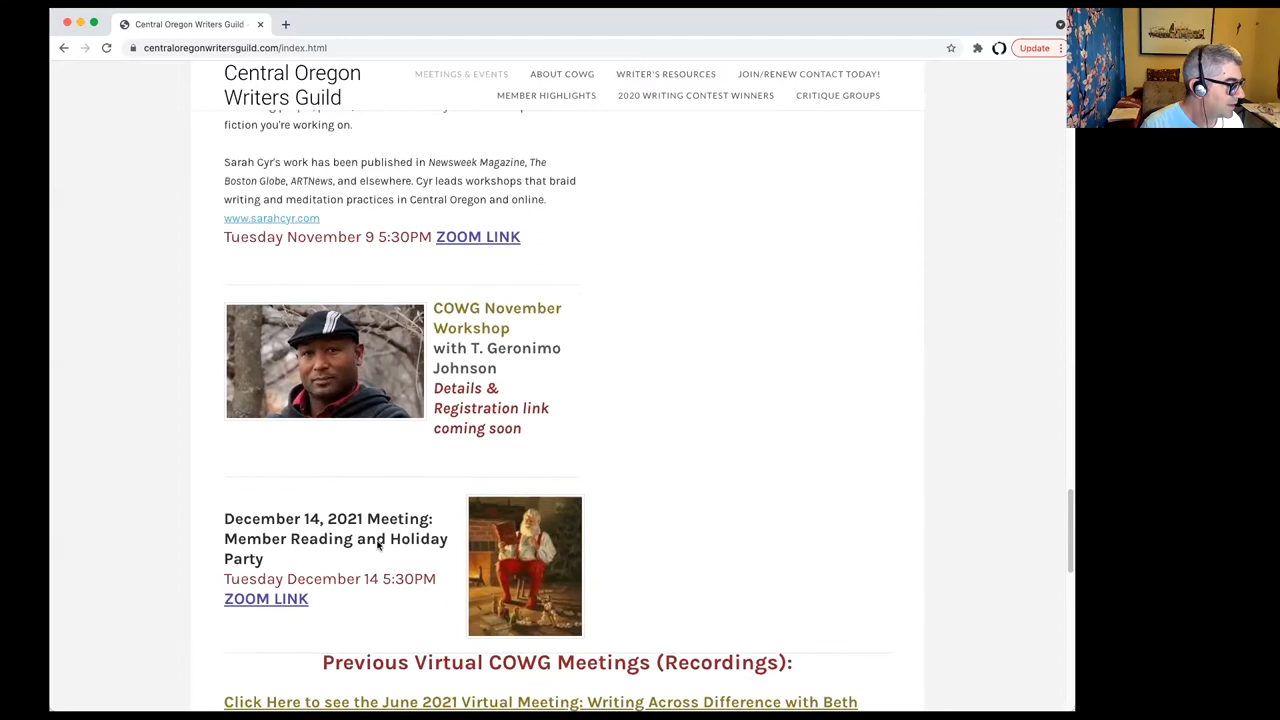 Central Oregon Writers Guild -
centraloregonwritersguild.com/index.html
Update
Central Oregon
Writers Guild
MEETINGS & EVENTS
ABOUT COWG
WRITER'S RESOURCES
JOIN/RENEW CONTACT TODAY!
MEMBER HIGHLIGHTS
2020 WRITING CONTEST WINNERS
CRITIQUE GROUPS
fiction you're working on.
Sarah Cyr's work has been published in Newsweek Magazine, The
Boston Globe, ARTNews, and elsewhere. Cyr leads workshops that braid
writing and meditation practices in Central Oregon and online.
www.sarahcyr.com
Tuesday November 9 5:30PM ZOOM LINK
COWG November
Workshop
with T. Geronimo
Johnson
Details &
Registration link
coming soon
December 14, 2021 Meeting:
Member Reading and Holiday
Party
Tuesday December 14 5:30PM
ZOOM LINK
Previous Virtual COWG Meetings (Recordings):
Click Here to see the June 2021 Virtual Meeting: Writing Across Difference with Beth